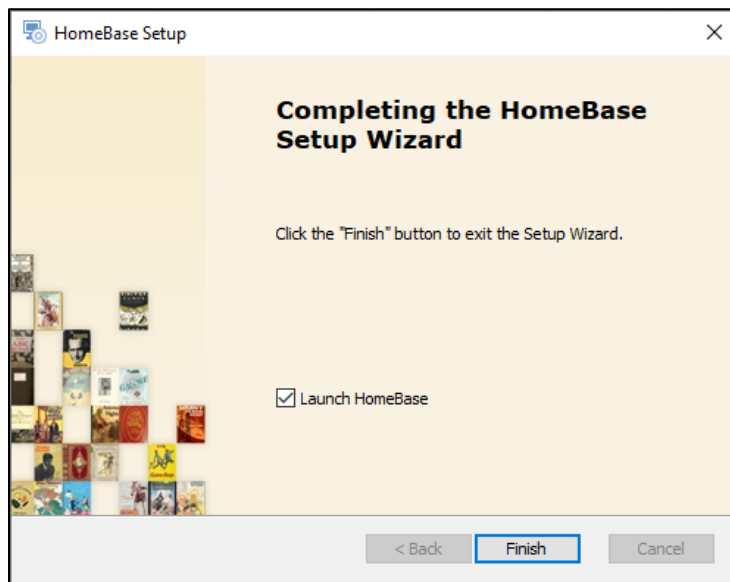 HomeBase Setup
Completing the HomeBase
Setup Wizard
Click the "Finish" button to exit the Setup Wizard.
Launch HomeBase
< Back
Finish
Cancel